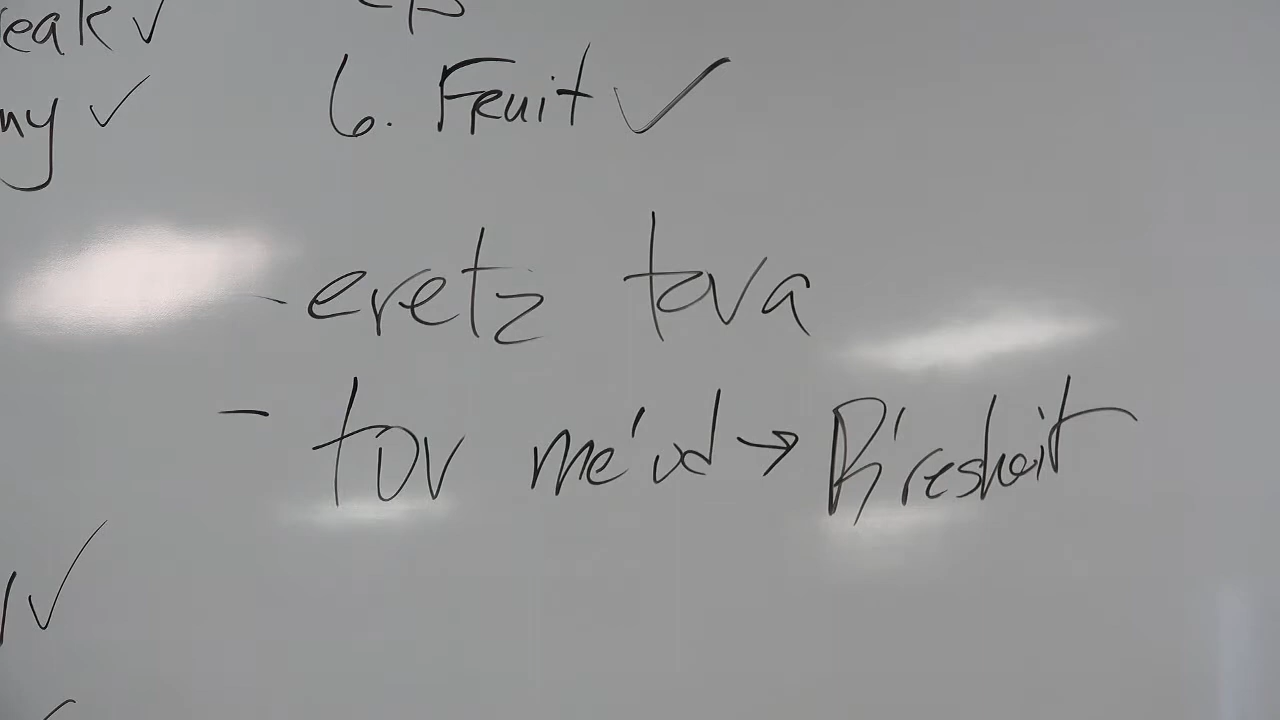 eak ✓
6. Fruit ✓
ny ✓
- eretz tova
- tov me'od → B'resheit